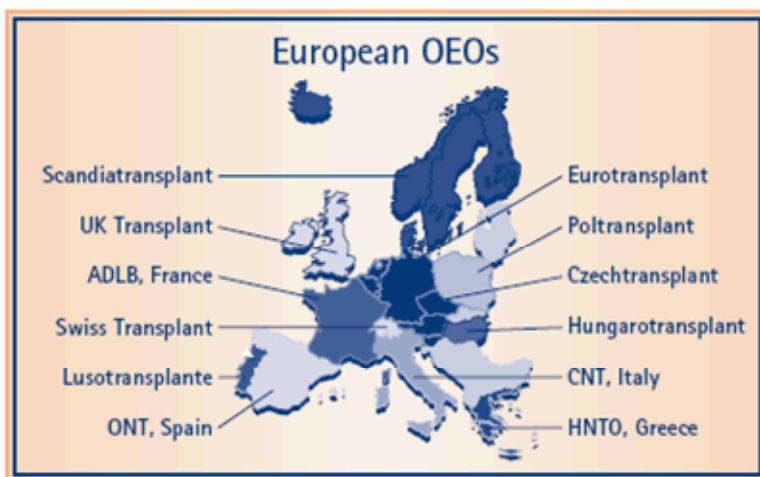 European OEOs
Scandiatransplant
UK Transplant
ADLB, France
Swiss Transplant
Lusotransplante
ONT, Spain
Eurotransplant
Poltransplant
Czechtransplant
Hungarotransplant
CNT, Italy
HNTO, Greece